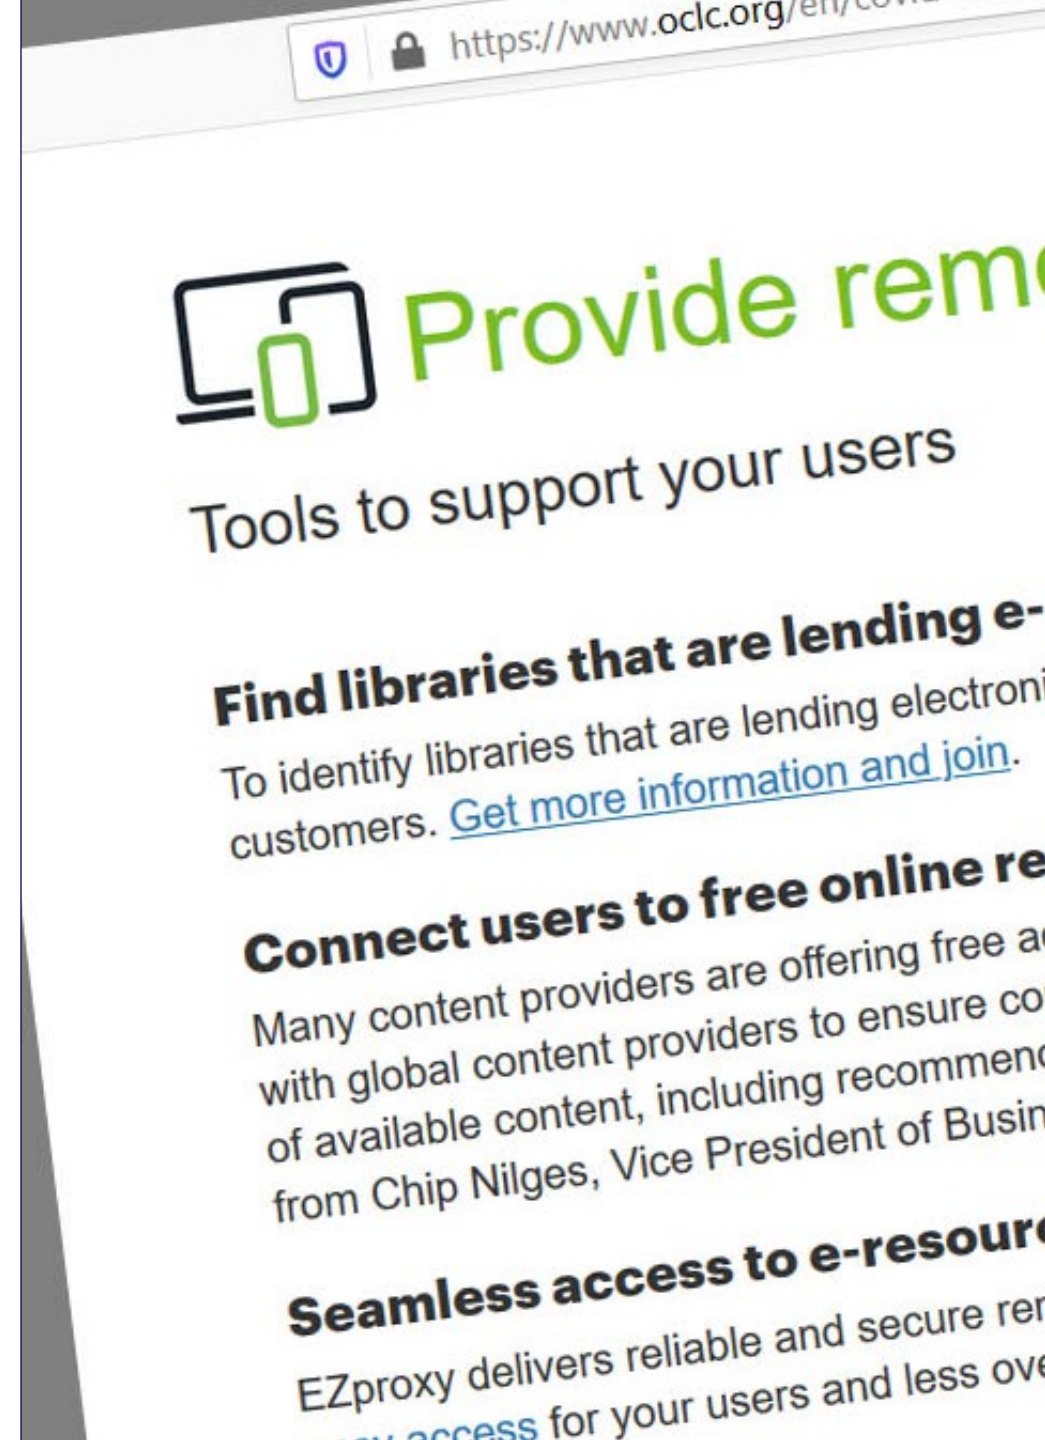 https://www.oclc.org/en/covid-
Provide remo
Tools to support your users
Find libraries that are lending e-
To identify libraries that are lending electroni
customers. Get more information and join.
Connect users to free online re
Many content providers are offering free a
with global content providers to ensure co
of available content, including recommen
from Chip Nilges, Vice President of Busin
Seamless access to e-resour
EZproxy delivers reliable and secure re
access for your users and less ove